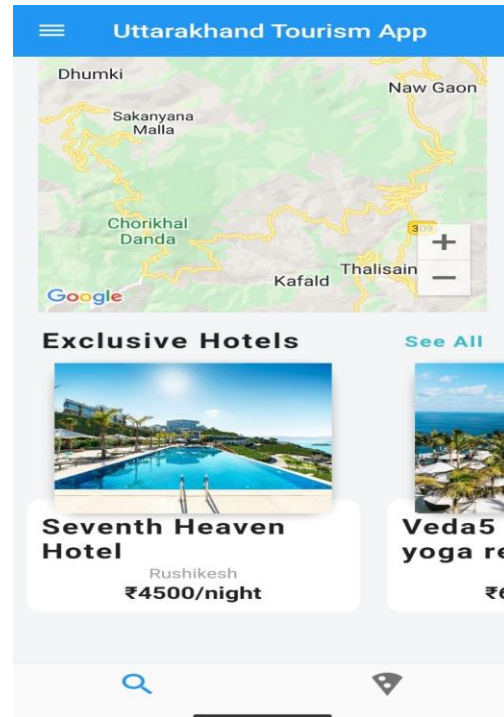 Uttarakhand Tourism App
Dhumki
Naw Gaon
Sakanyana
Malla
Chorikhal
Danda
309
+
Thalisain
Kafald
−
Google
Exclusive Hotels
See All
Seventh Heaven
Hotel
Rushikesh
₹4500/night
Veda5
yoga re
₹6